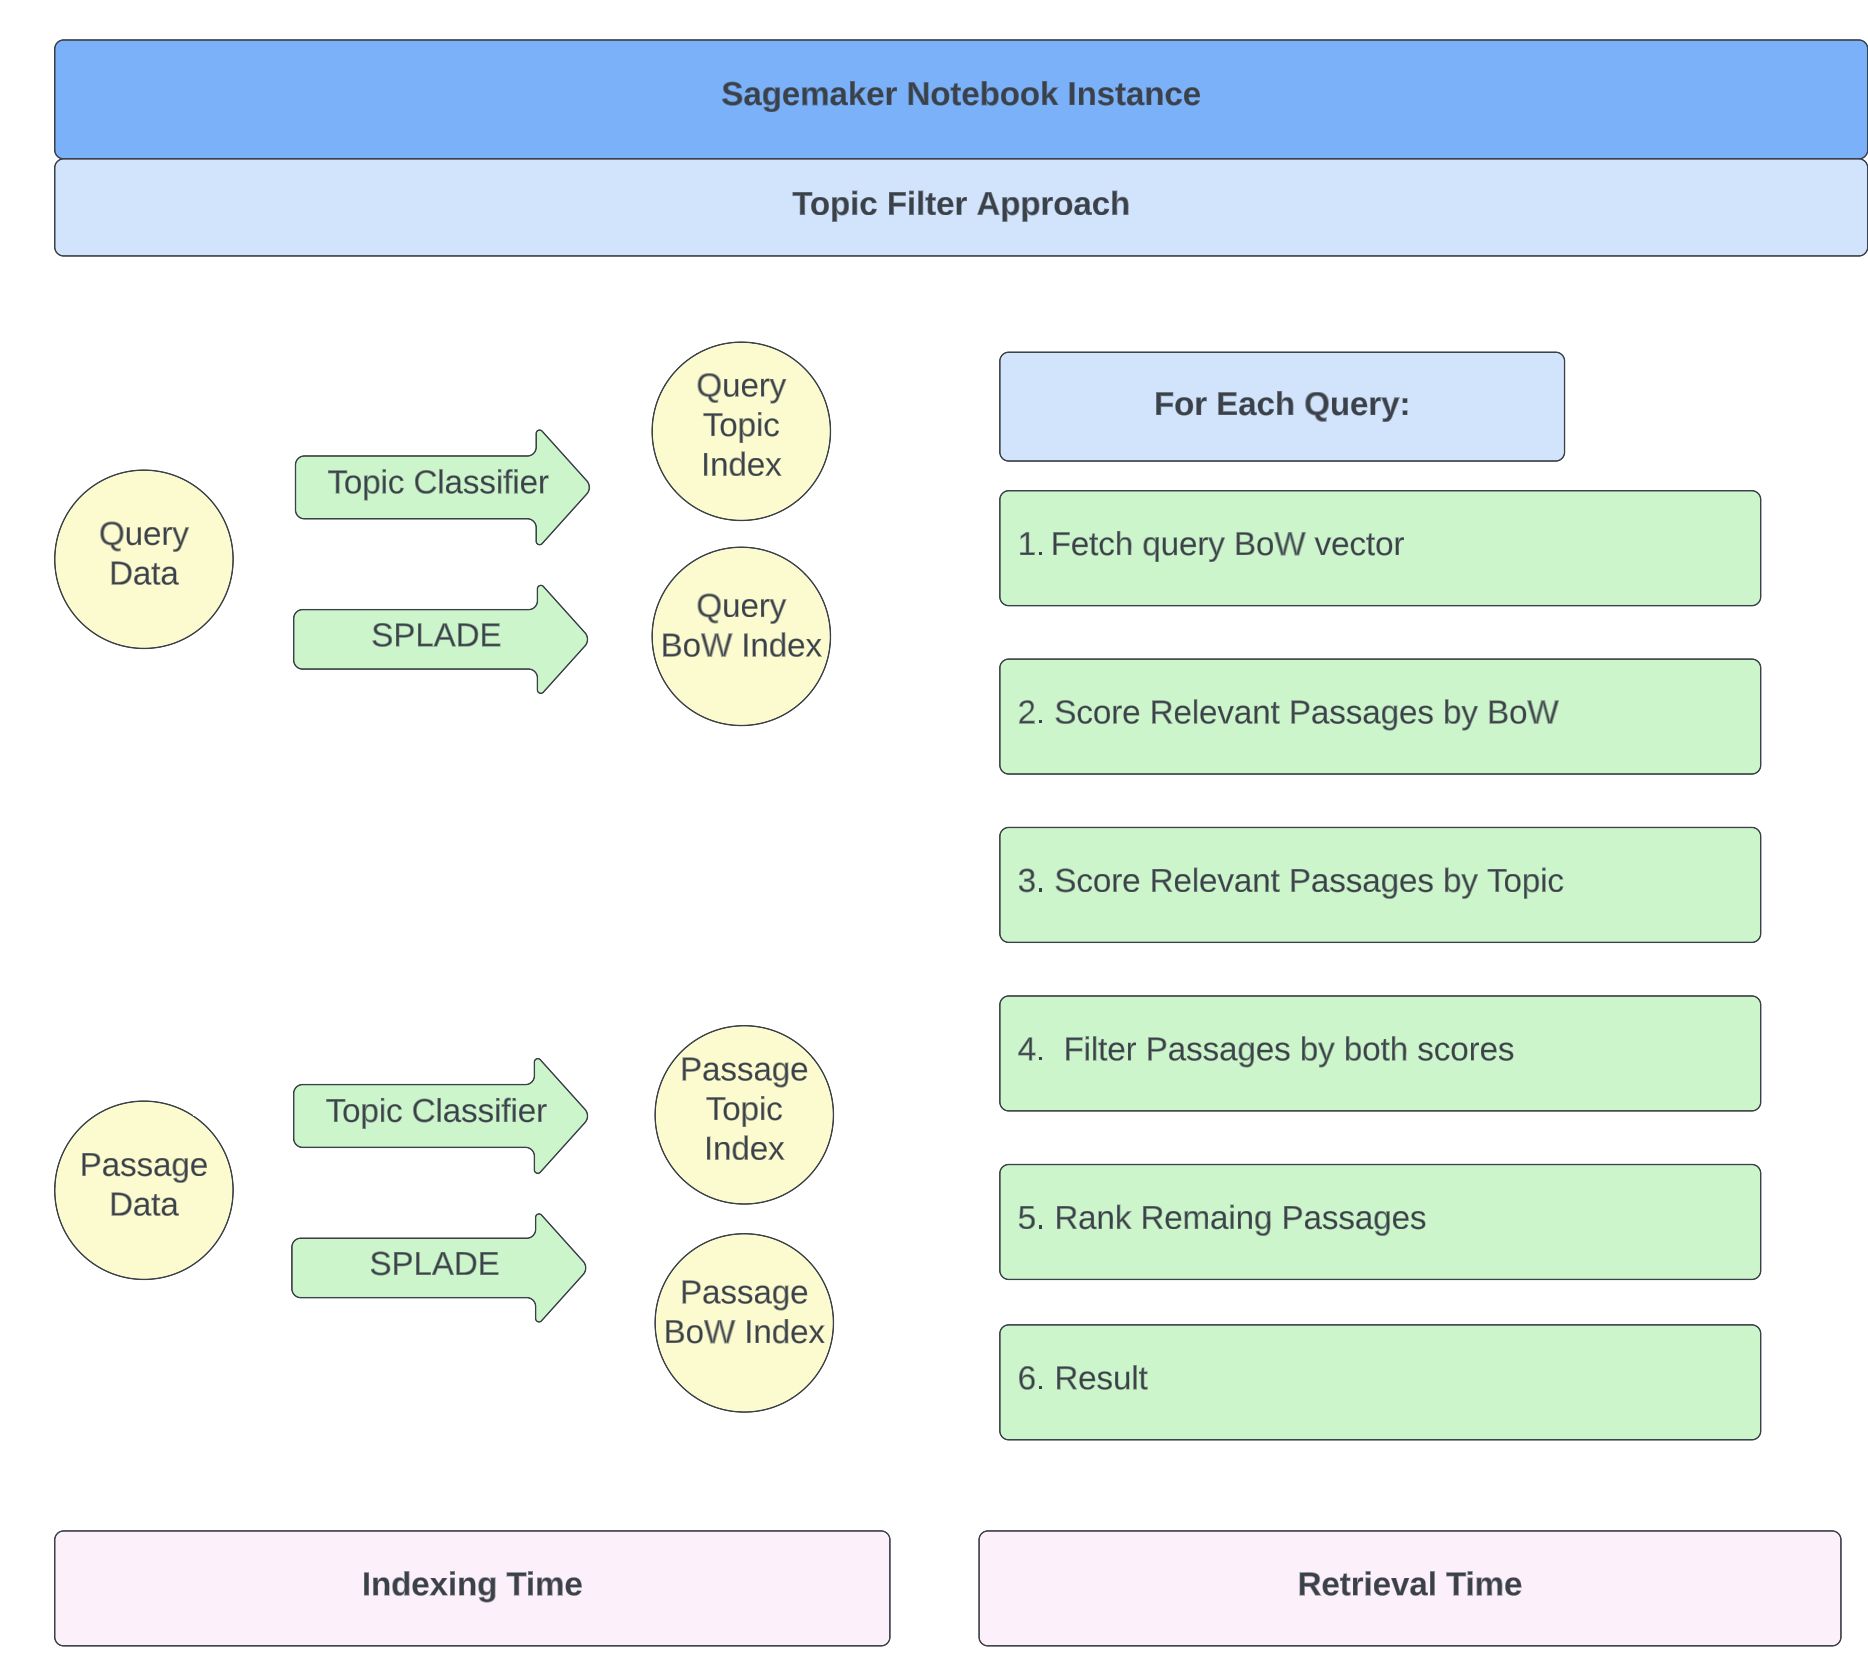 Sagemaker Notebook Instance
Topic Filter Approach
Query
Data
Topic Classifier
SPLADE
Query
Topic
Index
Query
BoW Index
Passage
Data
Topic Classifier
SPLADE
Passage
Topic
Index
Passage
BoW Index
Indexing Time
For Each Query:
1. Fetch query BoW vector
2. Score Relevant Passages by BoW
3. Score Relevant Passages by Topic
4. Filter Passages by both scores
5. Rank Remaing Passages
6. Result
Retrieval Time